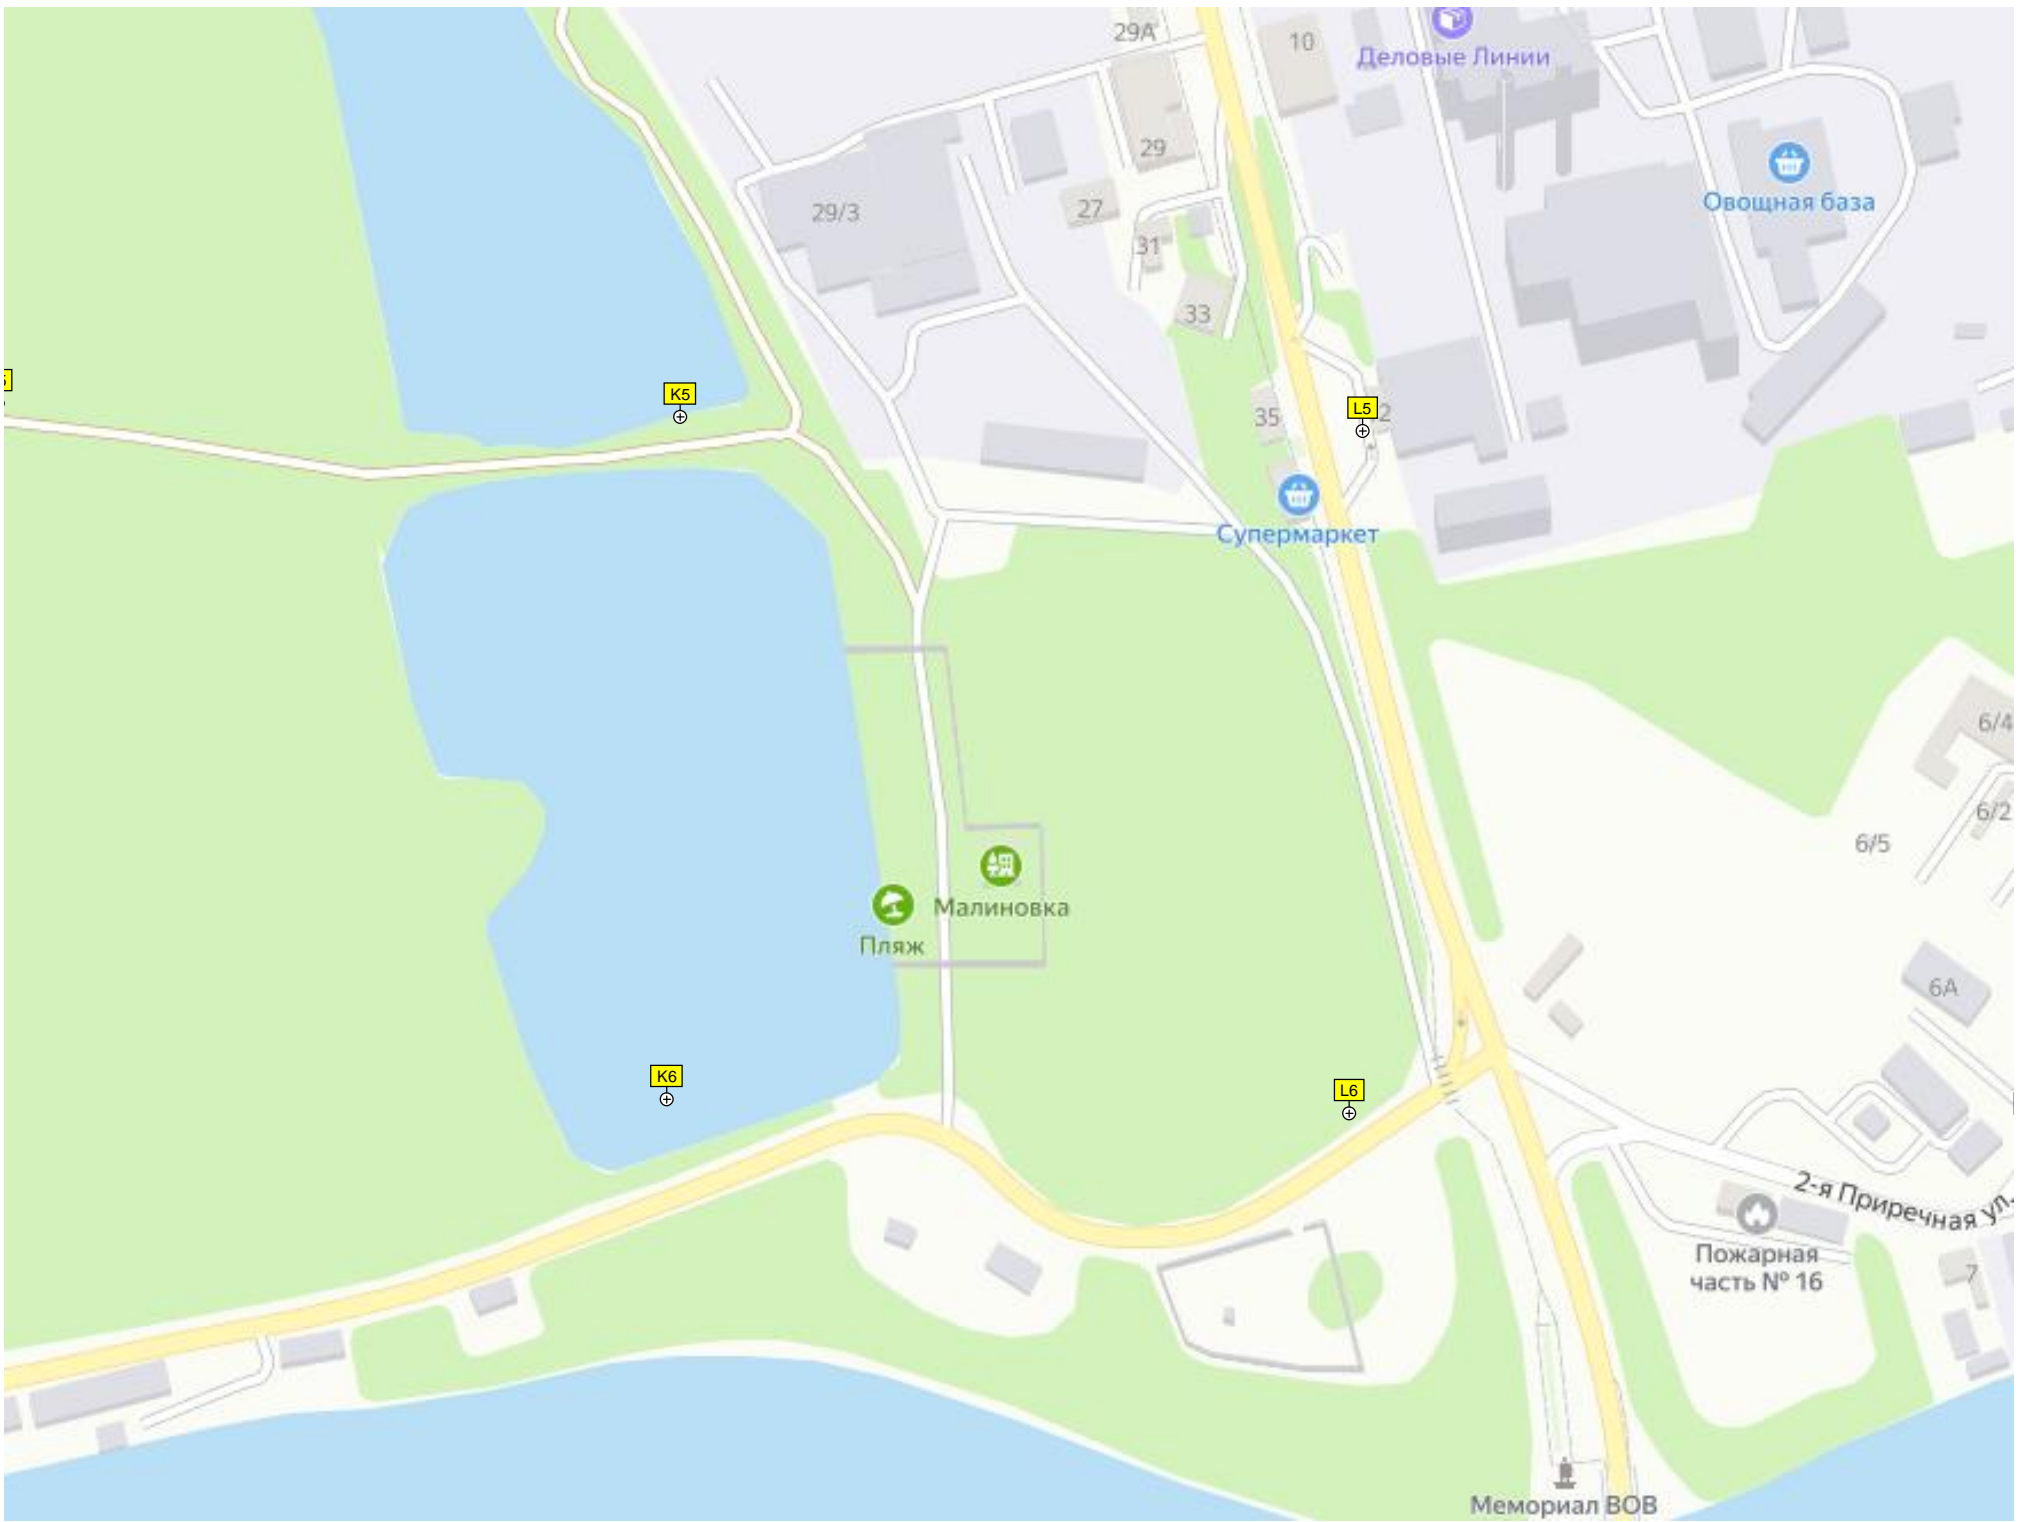 29А
10
Деловые Линии
29
Овощная база
29/3
27
31
33
K5
L5
2
35
Супермаркет
6/4
6/2
6/5
Малиновка
Пляж
6А
K6
L6
2-я Приречная ул.
Пожарная
часть № 16
7
Мемориал ВОВ